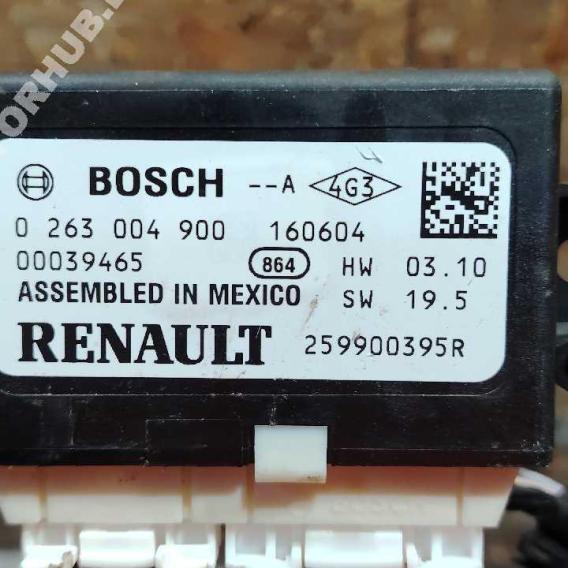 ORHUB.
BOSCH --A 4G3
0 263 004 900 160604
00039465 864 HW 03.10
ASSEMBLED IN MEXICO SW 19.5
RENAULT 259900395R